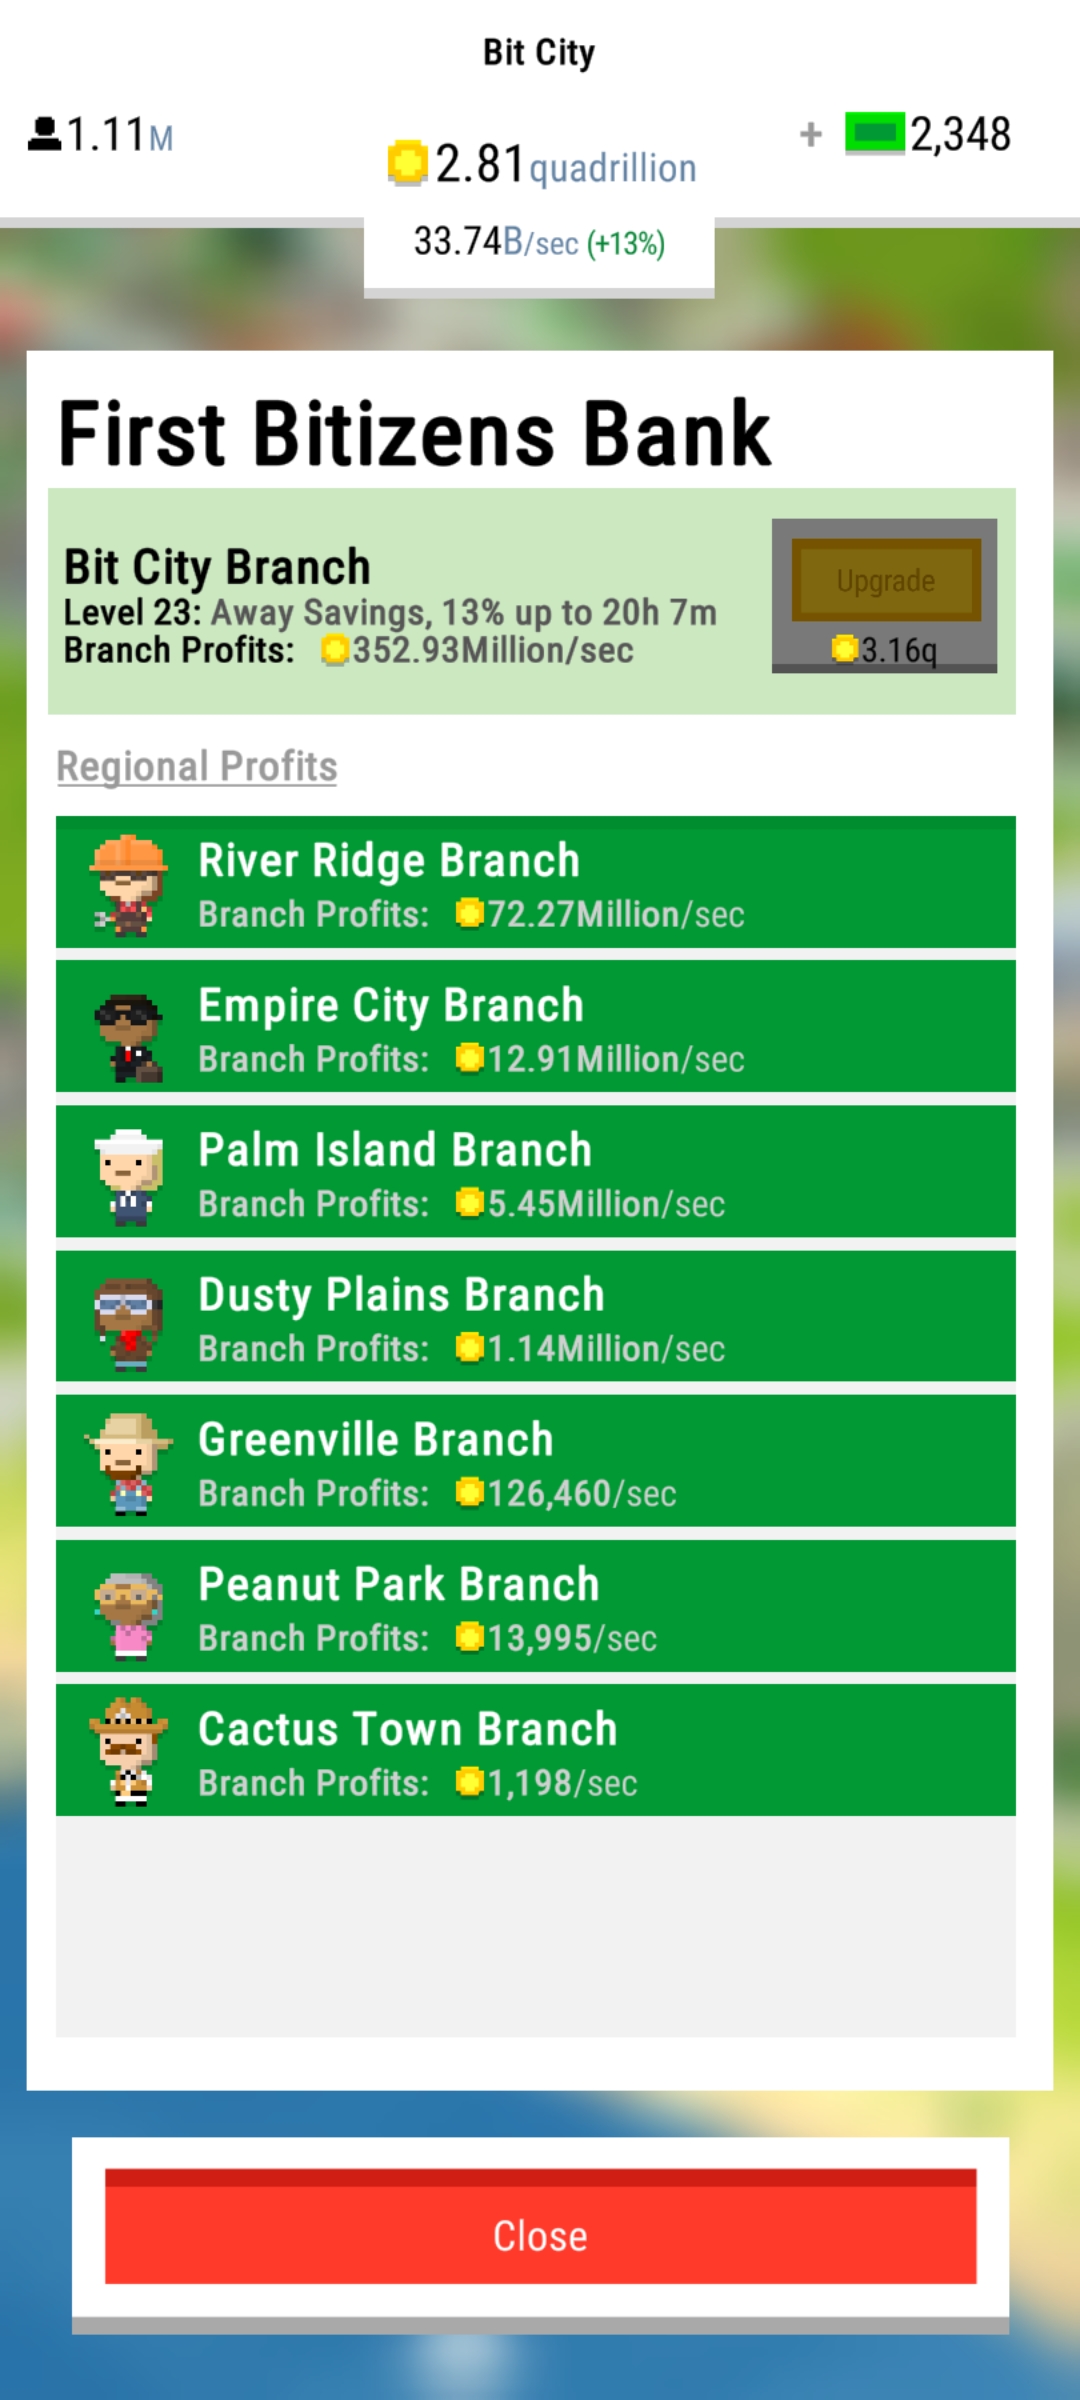 Bit City
1.11M
2.81quadrillion
+ 2,348
33.74B/sec (+13%)
First Bitizens Bank
Bit City Branch
Level 23: Away Savings, 13% up to 20h 7m
Branch Profits: 352.93Million/sec
Upgrade
3.16q
Regional Profits
River Ridge Branch
Branch Profits: 72.27Million/sec
Empire City Branch
Branch Profits: 12.91Million/sec
Palm Island Branch
Branch Profits: 5.45Million/sec
Dusty Plains Branch
Branch Profits: 1.14Million/sec
Greenville Branch
Branch Profits: 126,460/sec
Peanut Park Branch
Branch Profits: 13,995/sec
Cactus Town Branch
Branch Profits: 1,198/sec
Close